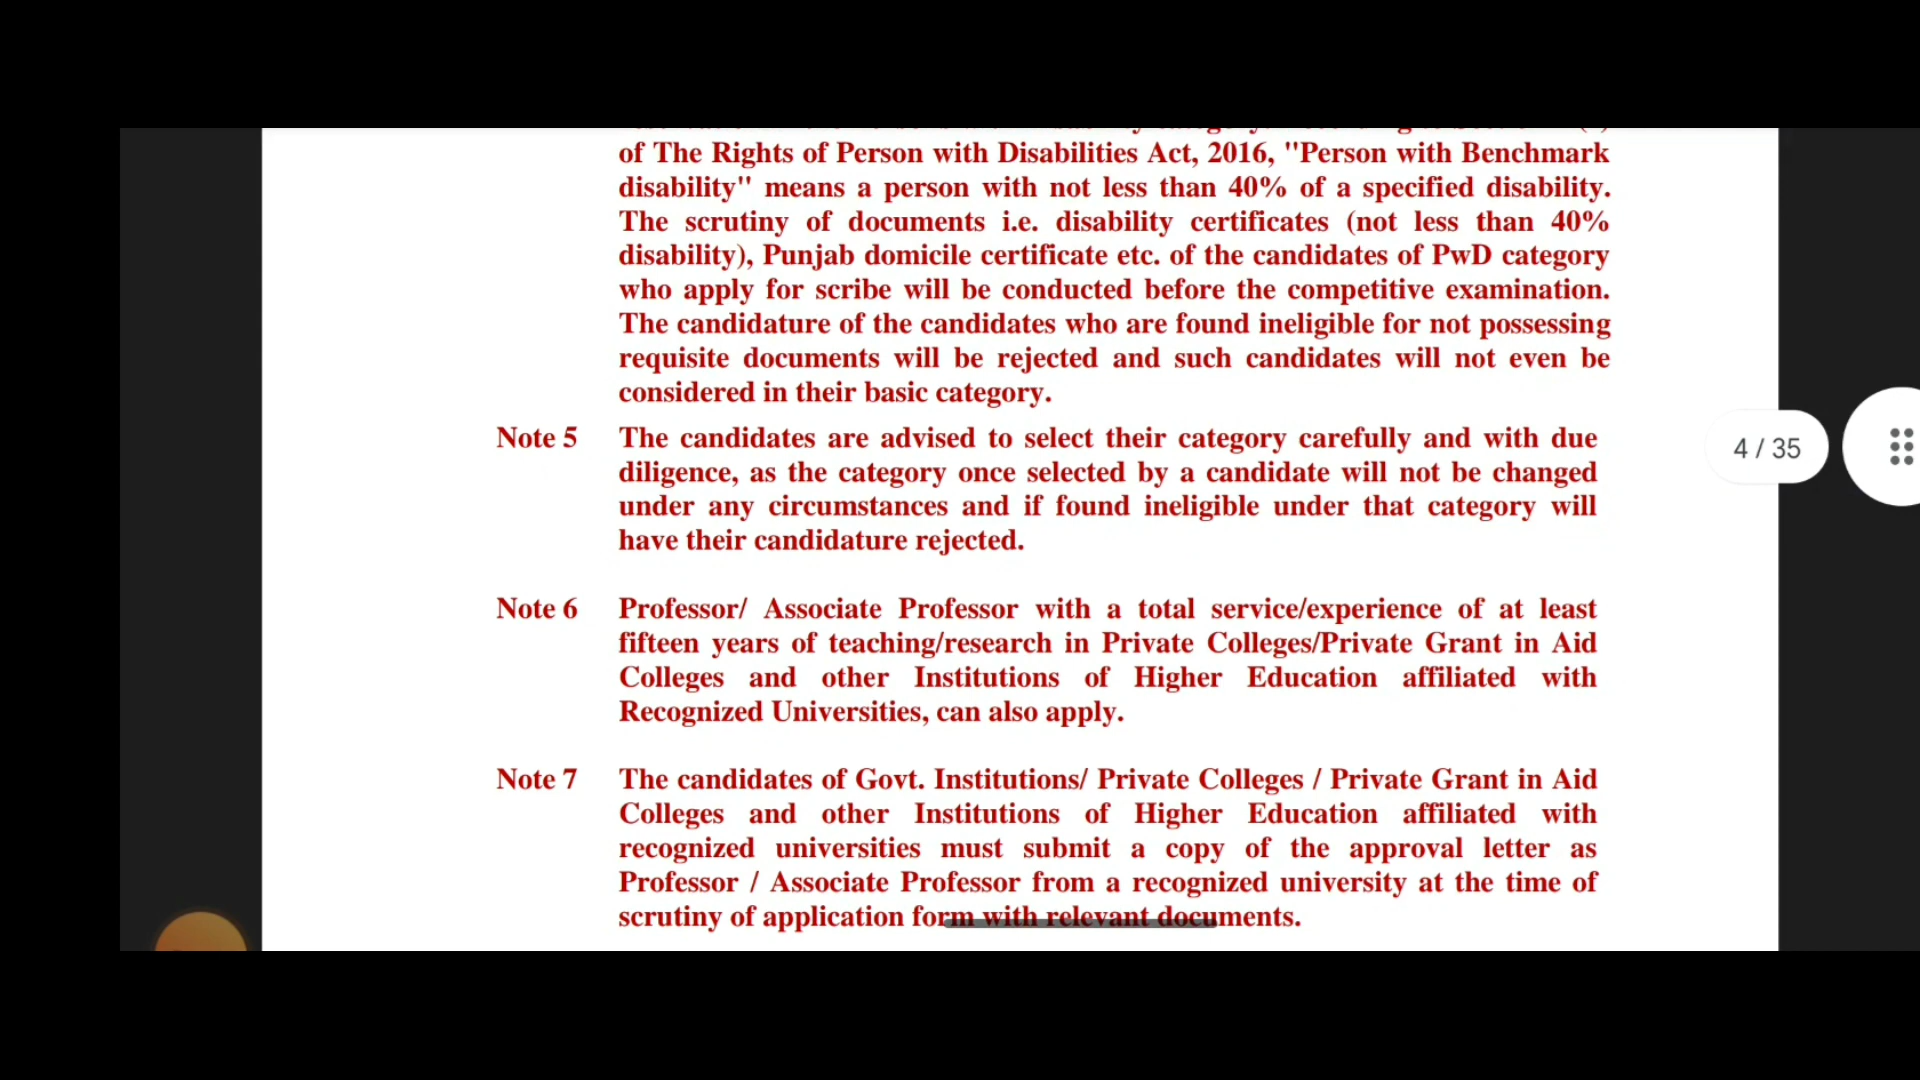 of The Rights of Person with Disabilities Act, 2016, "Person with Benchmark
disability" means a person with not less than 40% of a specified disability.
The scrutiny of documents i.e. disability certificates (not less than 40%
disability), Punjab domicile certificate etc. of the candidates of PwD category
who apply for scribe will be conducted before the competitive examination.
The candidature of the candidates who are found ineligible for not possessing
requisite documents will be rejected and such candidates will not even be
considered in their basic category.
Note 5 The candidates are advised to select their category carefully and with due
diligence, as the category once selected by a candidate will not be changed
under any circumstances and if found ineligible under that category will
have their candidature rejected.
4 / 35
Note 6 Professor/ Associate Professor with a total service/experience of at least
fifteen years of teaching/research in Private Colleges/Private Grant in Aid
Colleges and other Institutions of Higher Education affiliated with
Recognized Universities, can also apply.
Note 7 The candidates of Govt. Institutions/ Private Colleges / Private Grant in Aid
Colleges and other Institutions of Higher Education affiliated with
recognized universities must submit a copy of the approval letter as
Professor / Associate Professor from a recognized university at the time of
scrutiny of application form with relevant documents.